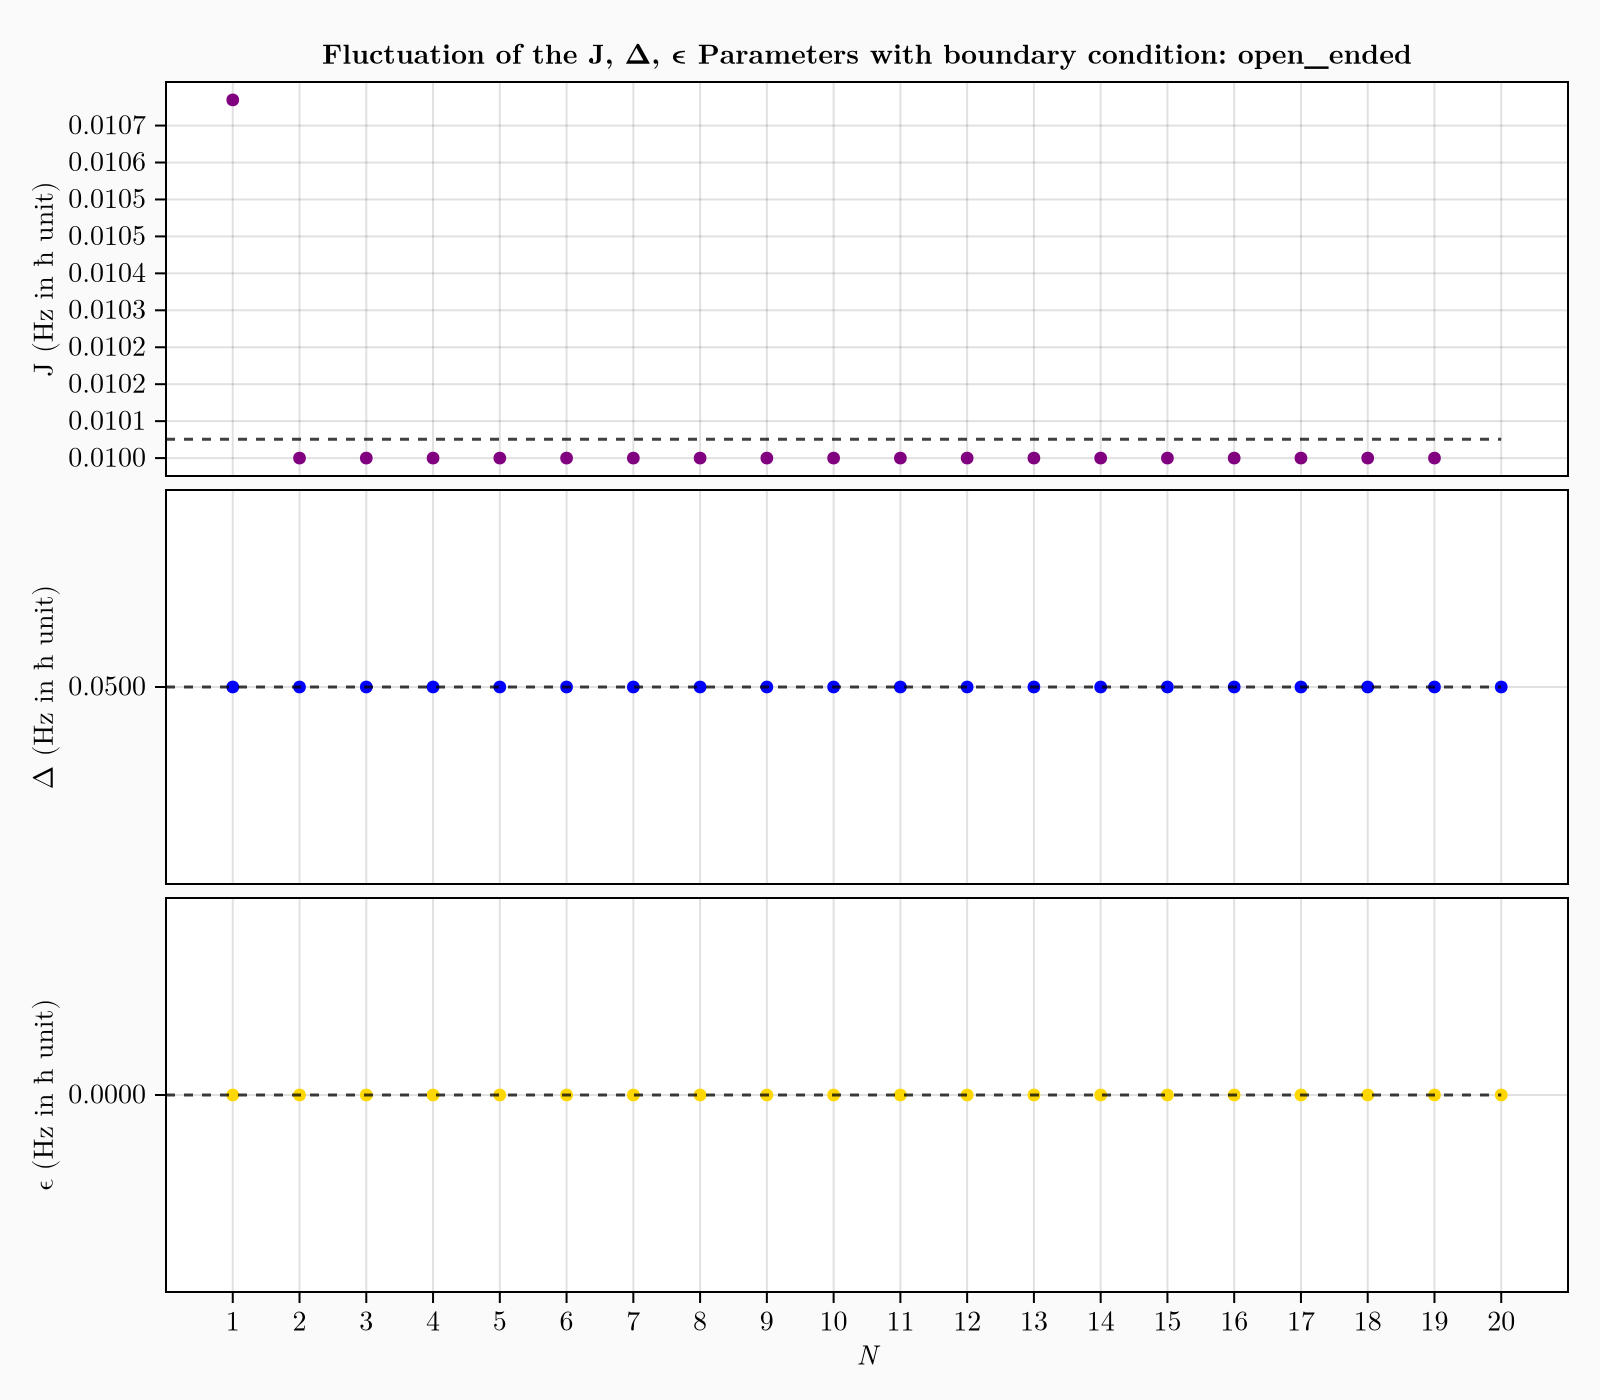 Fluctuation of the J, Δ, ϵ Parameters with boundary condition: open_ended
J (Hz in h unit)
0.0107
0.0106
0.0105
0.0105
0.0104
0.0103
0.0102
0.0102
0.0101
0.0100
Δ (Hz in h unit)
0.0500
ϵ (Hz in h unit)
0.0000
1 2 3 4 5 6 7 8 9 10 11 12 13 14 15 16 17 18 19 20
N